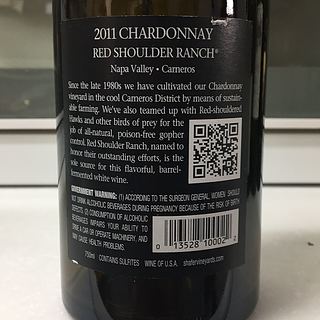 2011 CHARDONNAY
RED SHOULDER RANCH®
Napa Valley • Carneros
Since the late 1980s we have cultivated our Chardonnay
vineyard in the cool Carneros District by means of sustain-
able farming. We've also teamed up with Red-shouldered
Hawks and other birds of prey for the
job of all-natural, poison-free gopher
control. Red Shoulder Ranch, named to
honor their outstanding efforts, is the
sole source for this flavorful, barrel-
fermented white wine.
GOVERNMENT WARNING: (1) ACCORDING TO THE SURGEON GENERAL, WOMEN SHOULD
NOT DRINK ALCOHOLIC BEVERAGES DURING PREGNANCY BECAUSE OF THE RISK OF BIRTH
DEFECTS. (2) CONSUMPTION OF ALCOHOLIC
BEVERAGES IMPAIRS YOUR ABILITY TO
DRIVE A CAR OR OPERATE MACHINERY, AND
MAY CAUSE HEALTH PROBLEMS.
0 13528 10002 2
750ml CONTAINS SULFITES WINE OF U.S.A. shafervineyards.com